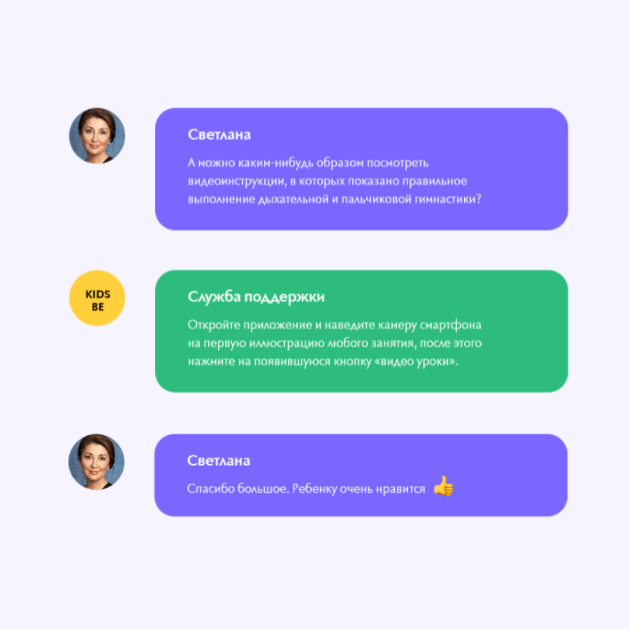 Светлана
А можно каким-нибудь образом посмотреть
видеоинструкции, в которых показано правильное
выполнение дыхательной и пальчиковой гимнастики?
KIDS
BE
Служба поддержки
Откройте приложение и наведите камеру смартфона
на первую иллюстрацию любого занятия, после этого
нажмите на появившуюся кнопку «видео уроки».
Светлана
Спасибо большое. Ребенку очень нравится 👍